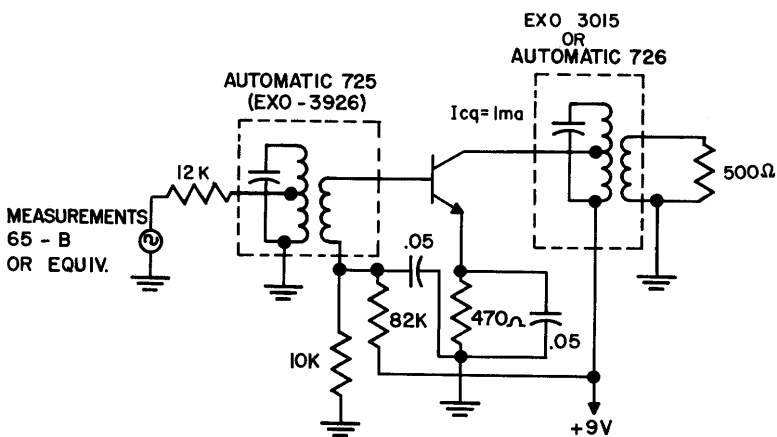 EXO 3015
OR
AUTOMATIC 726
AUTOMATIC 725
(EXO-3926)
Icq=1ma
12K
500Ω
MEASUREMENTS
65-B
OR EQUIV.
.05
82K
470Ω
.05
10K
+9V